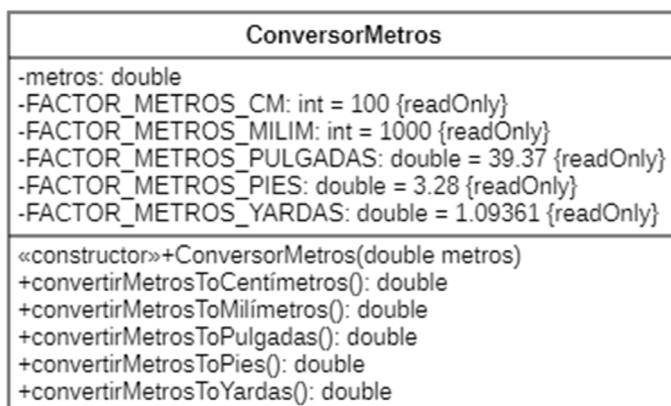 ConversorMetros
-metros: double
-FACTOR_METROS_CM: int = 100 {readOnly}
-FACTOR_METROS_MILIM: int = 1000 {readOnly}
-FACTOR_METROS_PULGADAS: double = 39.37 {readOnly}
-FACTOR_METROS_PIES: double = 3.28 {readOnly}
-FACTOR_METROS_YARDAS: double = 1.09361 {readOnly}
«constructor»+ConversorMetros(double metros)
+convertirMetrosToCentímetros(): double
+convertirMetrosToMilímetros(): double
+convertirMetrosToPulgadas(): double
+convertirMetrosToPies(): double
+convertirMetrosToYardas(): double